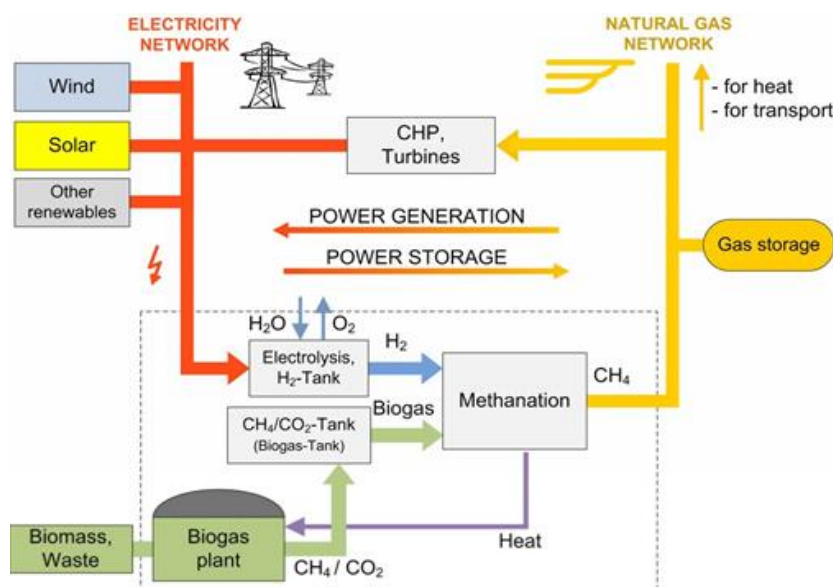 ELECTRICITY
NETWORK
NATURAL GAS
NETWORK
Wind
- for heat
- for transport
Solar
CHP,
Turbines
Other
renewables
POWER GENERATION
POWER STORAGE
Gas storage
H₂O
O₂
Electrolysis,
H₂-Tank
H₂
Methanation
CH₄
CH₄/CO₂-Tank
(Biogas-Tank)
Biogas
Biomass,
Waste
Biogas
plant
CH₄ / CO₂
Heat